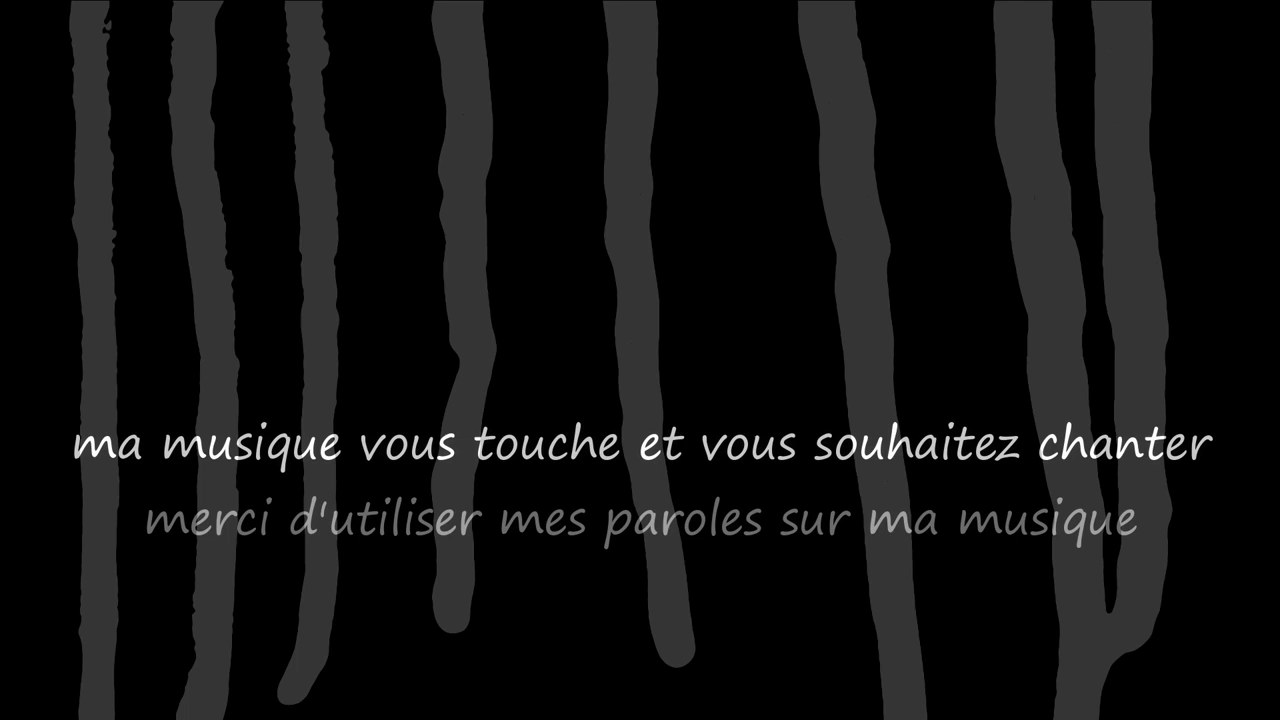 ma musique vous touche et vous souhaitez chanter
merci d'utiliser mes paroles sur ma musique